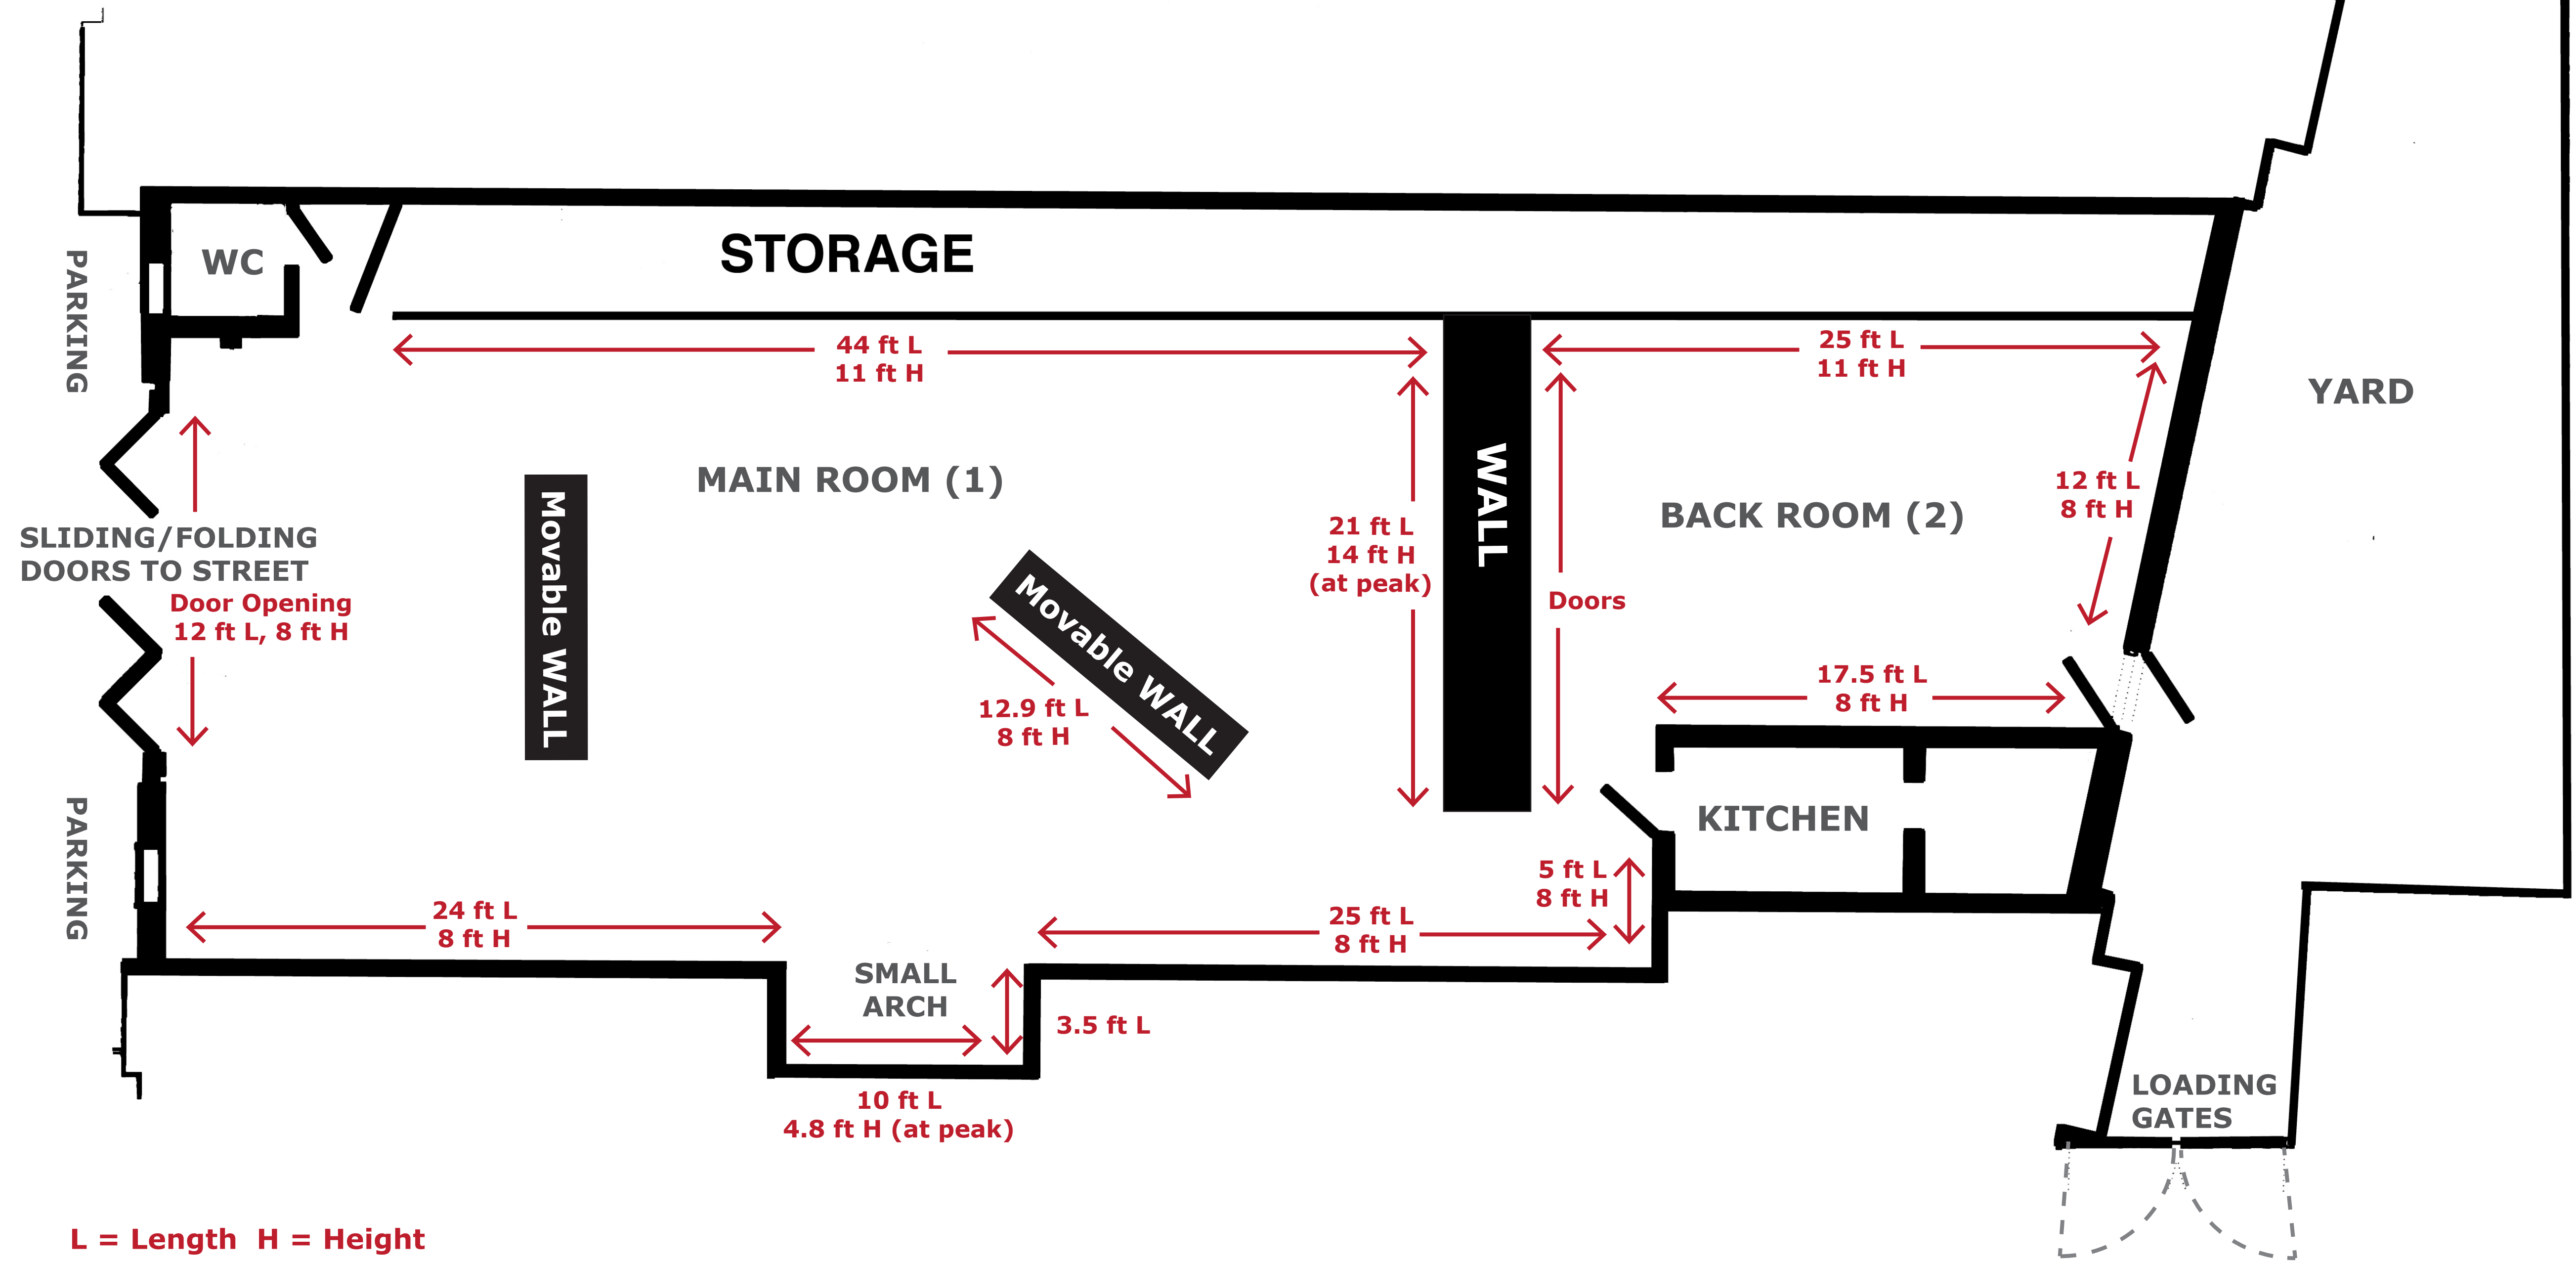 WC
STORAGE
PARKING
44 ft L
11 ft H
25 ft L
11 ft H
YARD
MAIN ROOM (1)
WALL
BACK ROOM (2)
12 ft L
8 ft H
SLIDING/FOLDING
DOORS TO STREET
Door Opening
12 ft L, 8 ft H
Movable WALL
Movable WALL
12.9 ft L
8 ft H
21 ft L
14 ft H
(at peak)
Doors
17.5 ft L
8 ft H
KITCHEN
PARKING
24 ft L
8 ft H
25 ft L
8 ft H
5 ft L
8 ft H
SMALL
ARCH
3.5 ft L
10 ft L
4.8 ft H (at peak)
LOADING
GATES
L = Length H = Height